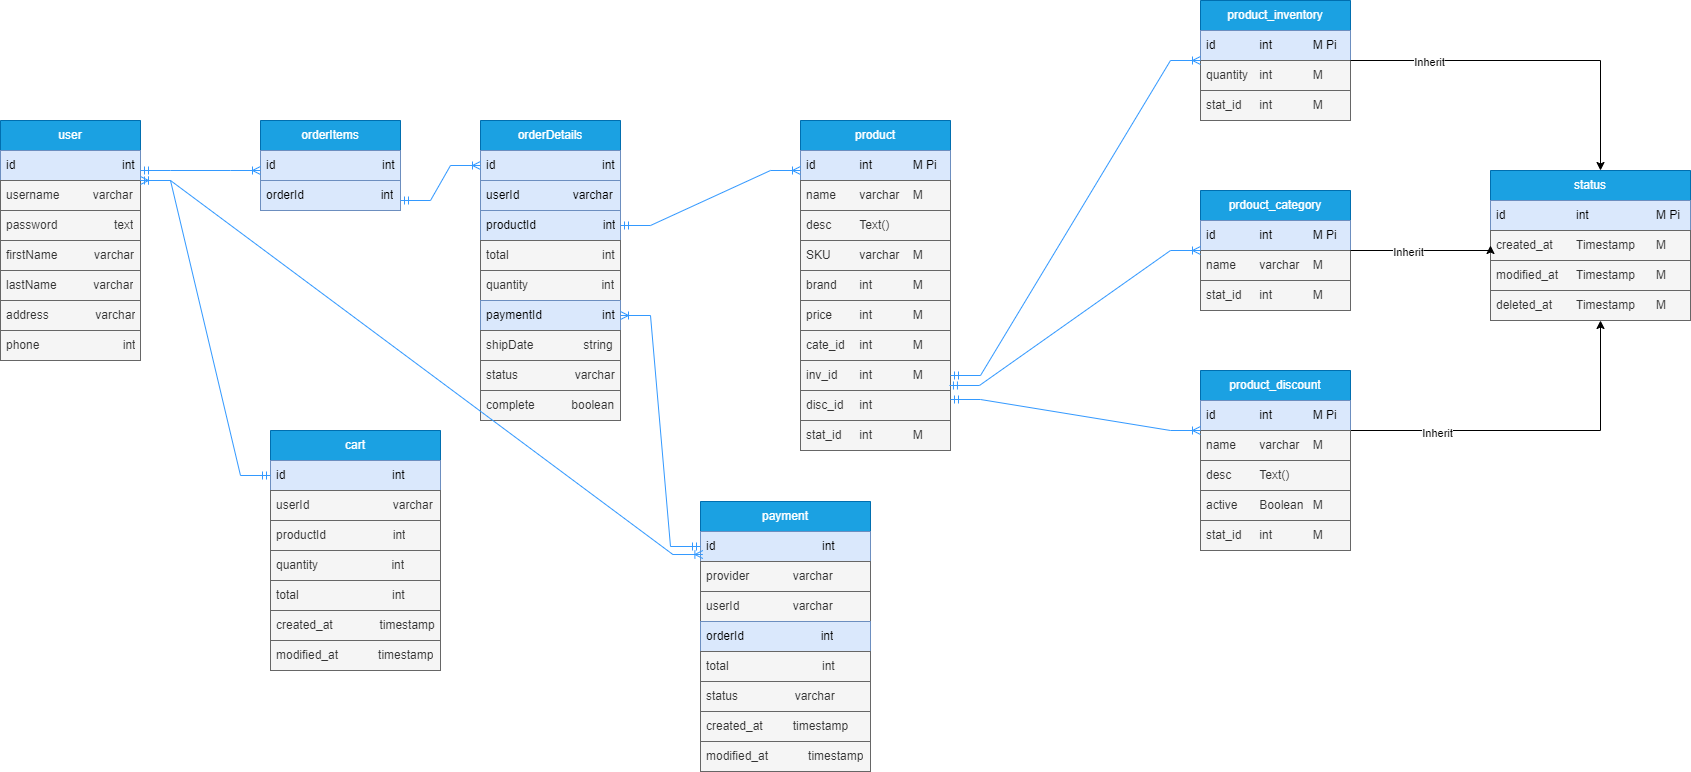 user
id int
username varchar
password text
firstName varchar
lastName varchar
address varchar
phone int
orderItems
id int
orderId int
orderDetails
id int
userId varchar
productId int
total int
quantity int
paymentId int
shipDate string
status varchar
complete boolean
cart
id int
userId varchar
productId int
quantity int
total int
created_at timestamp
modified_at timestamp
payment
id int
provider varchar
userId varchar
orderId int
total int
status varchar
created_at timestamp
modified_at timestamp
product
id int M Pi
name varchar M
desc Text()
SKU varchar M
brand int M
price int M
cate_id int M
inv_id int M
disc_id int
stat_id int M
product_inventory
id int M Pi
quantity int M
stat_id int M
Inherit
prdouct_category
id int M Pi
name varchar M
stat_id int M
Inherit
product_discount
id int M Pi
name varchar M
desc Text()
active Boolean M
stat_id int M
Inherit
status
id int M Pi
created_at Timestamp M
modified_at Timestamp M
deleted_at Timestamp M